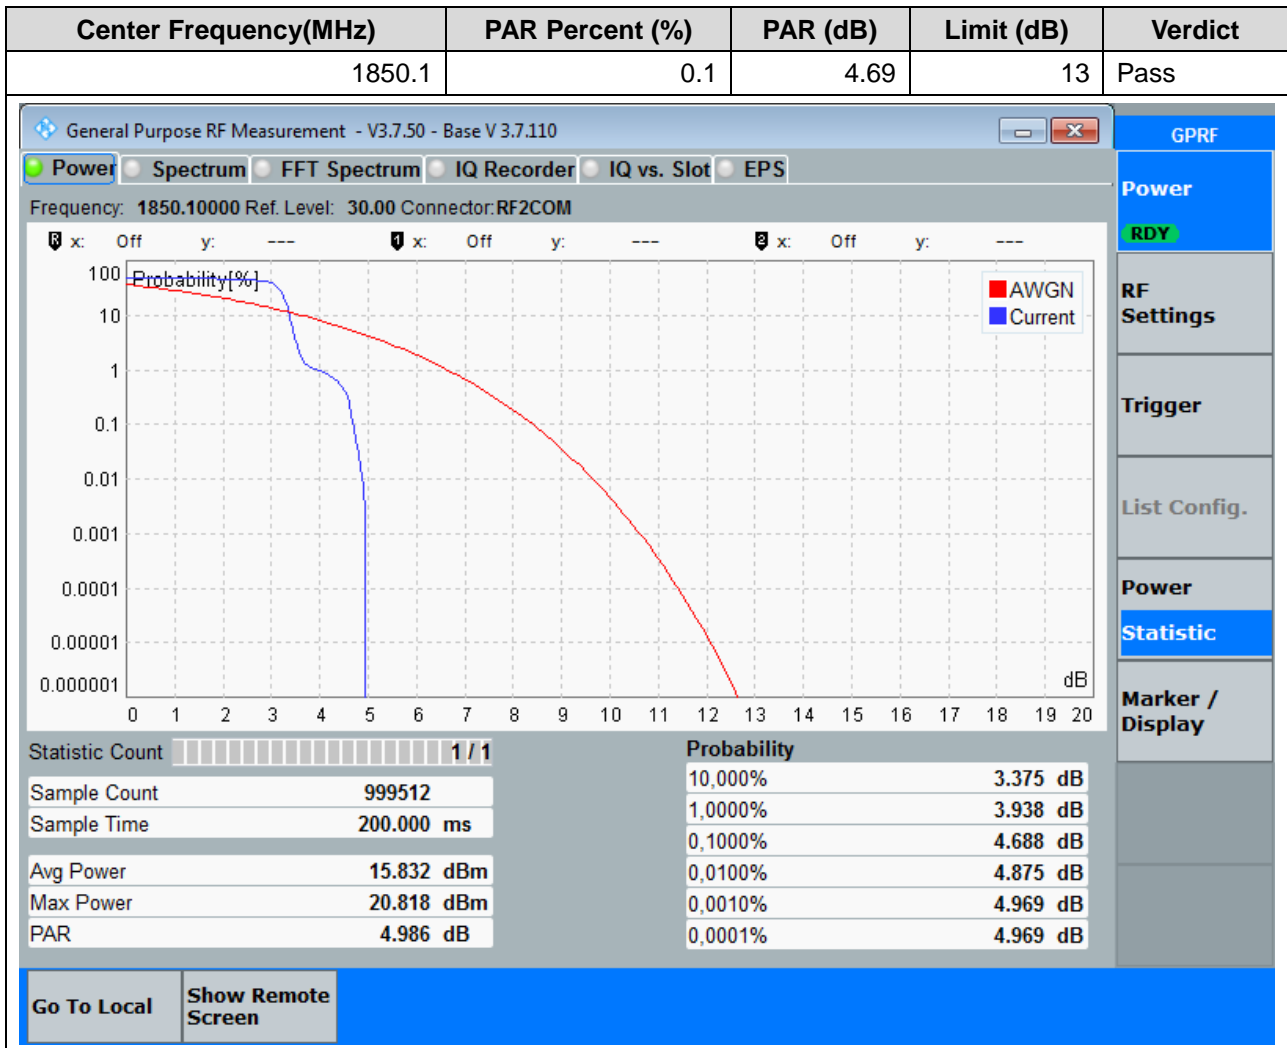 Center Frequency(MHz) PAR Percent (%) PAR (dB) Limit (dB) Verdict
1850.1 0.1 4.69 13 Pass
General Purpose RF Measurement - V3.7.50 - Base V 3.7.110
GPRF
Power Spectrum FFT Spectrum IQ Recorder IQ vs. Slot EPS
Power
RDY
Frequency: 1850.10000 Ref. Level: 30.00 Connector:RF2COM
R x: Off y: --- 1 x: Off y: --- 2 x: Off y: ---
Probability[%]
100
10
1
0.1
0.01
0.001
0.0001
0.00001
0.000001
AWGN
Current
dB
0 1 2 3 4 5 6 7 8 9 10 11 12 13 14 15 16 17 18 19 20
RF
Settings
Trigger
List Config.
Power
Statistic
Marker /
Display
Statistic Count 1 / 1
Sample Count 999512
Sample Time 200.000 ms
Avg Power 15.832 dBm
Max Power 20.818 dBm
PAR 4.986 dB
Probability
10,000% 3.375 dB
1,0000% 3.938 dB
0,1000% 4.688 dB
0,0100% 4.875 dB
0,0010% 4.969 dB
0,0001% 4.969 dB
Go To Local
Show Remote
Screen